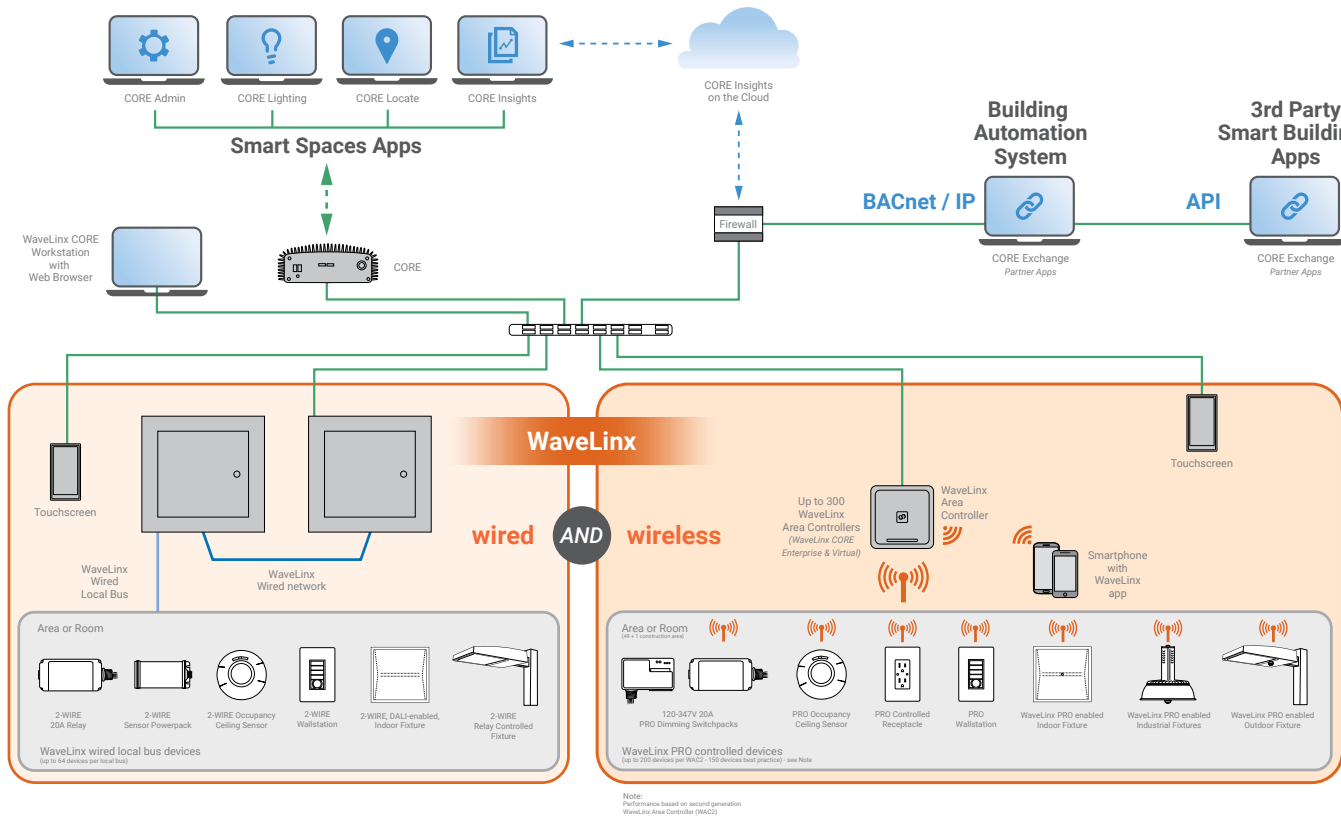 CORE Admin
CORE Lighting
CORE Locate
CORE Insights
CORE Insights
on the Cloud
Smart Spaces Apps
Building
Automation
System
3rd Party
Smart Buildin
Apps
BACnet / IP
API
Firewall
CORE Exchange
Partner Apps
CORE Exchange
Partner Apps
WaveLinx CORE
Workstation
with
Web Browser
CORE
WaveLinx
wired
AND
wireless
Touchscreen
WaveLinx
Wired
Local Bus
WaveLinx
Wired network
Area or Room
2-WIRE
20A Relay
2-WIRE
Sensor Powerpack
2-WIRE Occupancy
Ceiling Sensor
2-WIRE
Wallstation
2-WIRE, DALI-enabled,
Indoor Fixture
2-WIRE
Relay Controlled
Fixture
WaveLinx wired local bus devices
(up to 64 devices per local bus)
Touchscreen
Up to 300
WaveLinx
Area Controllers
(WaveLinx CORE
Enterprise & Virtual)
WaveLinx
Area
Controller
Smartphone
with
WaveLinx
app
Area or Room
(49 + 1 construction area)
120-347V 20A
PRO Dimming Switchpacks
PRO Occupancy
Ceiling Sensor
PRO Controlled
Receptacle
PRO
Wallstation
WaveLinx PRO enabled
Indoor Fixture
WaveLinx PRO enabled
Industrial Fixtures
WaveLinx PRO enabled
Outdoor Fixture
WaveLinx PRO controlled devices
(up to 200 devices per WAC2 - 150 devices best practice) - see Note
Note:
Performance based on second generation
WaveLinx Area Controller (WAC2)